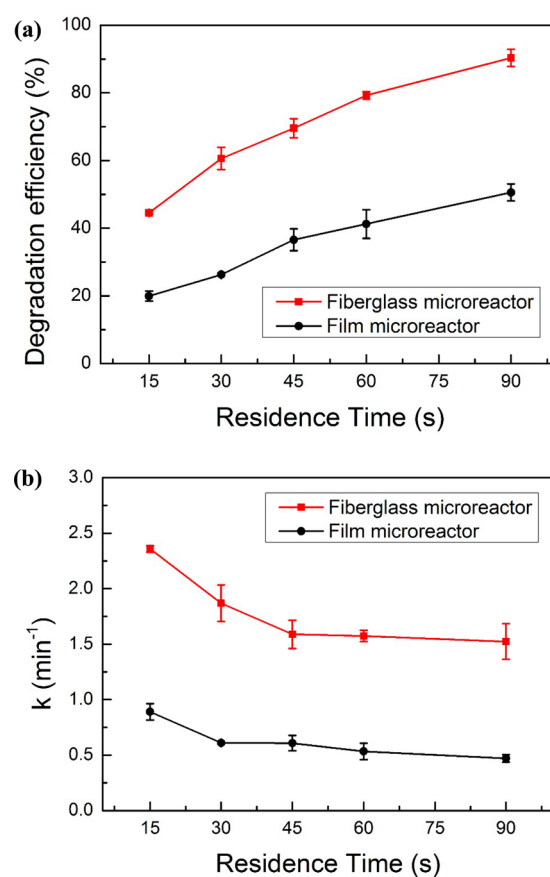 (a)
100
80
60
40
20
0
Degradation efficiency (%)
Fiberglass microreactor
Film microreactor
15 30 45 60 75 90
Residence Time (s)
(b)
3.0
2.5
2.0
1.5
1.0
0.5
0.0
k (min⁻¹)
Fiberglass microreactor
Film microreactor
15 30 45 60 75 90
Residence Time (s)